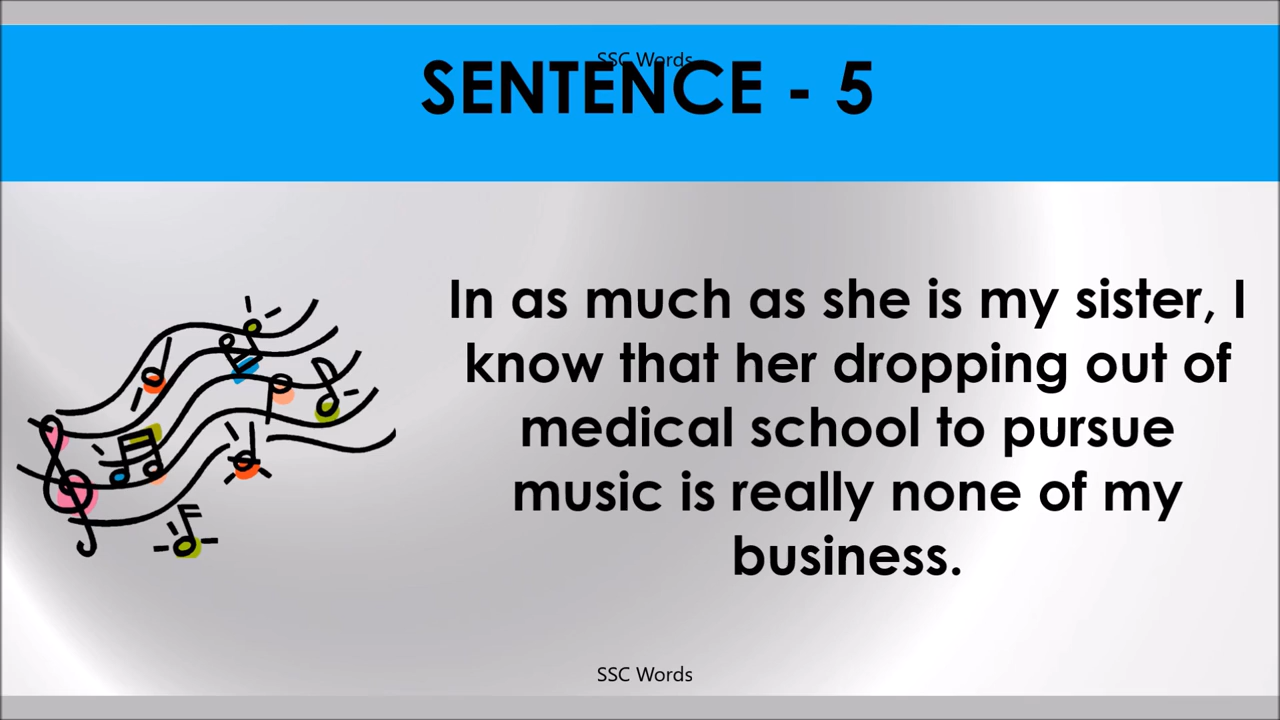 SSC Words
SENTENCE - 5
In as much as she is my sister, I
know that her dropping out of
medical school to pursue
music is really none of my
business.
SSC Words